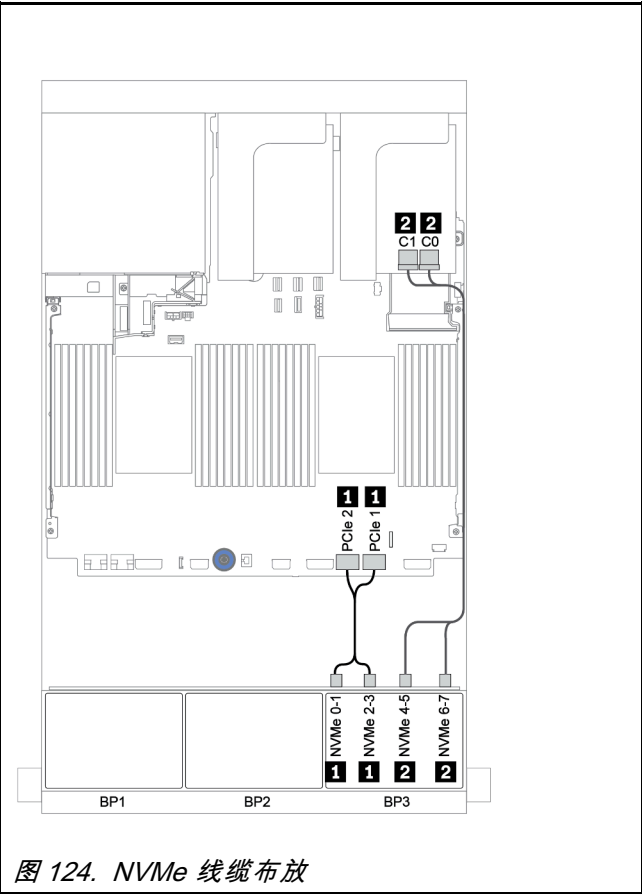 2 2
C1 C0
1 1
PCIe 2
PCIe 1
NVMe 0-1
NVMe 2-3
NVMe 4-5
NVMe 6-7
1 1 2 2
BP1 BP2 BP3
图 124. NVMe 线缆布放